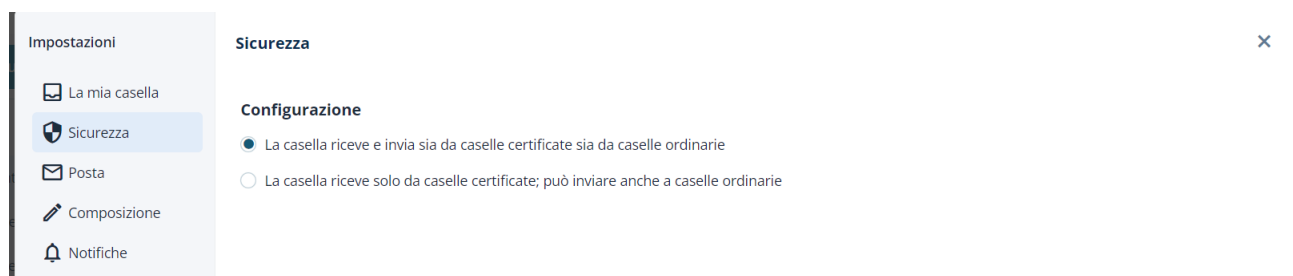 Impostazioni
La mia casella
Sicurezza
Posta
Composizione
Notifiche
Sicurezza
Configurazione
La casella riceve e invia sia da caselle certificate sia da caselle ordinarie
La casella riceve solo da caselle certificate; può inviare anche a caselle ordinarie